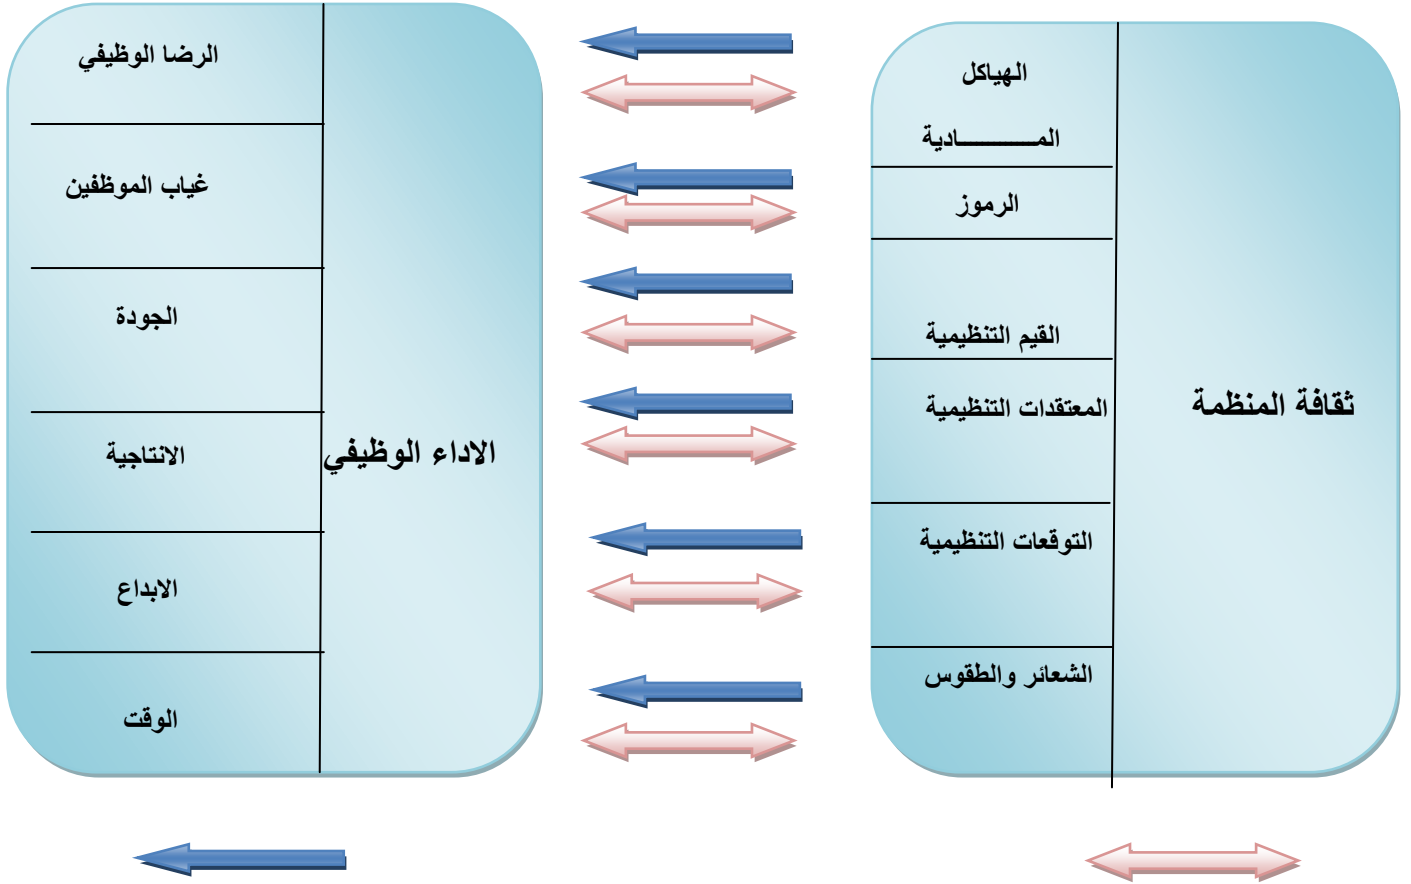 ثقافة المنظمة
الهياكل
المــــــــــادية
الرموز
القيم التنظيمية
المعتقدات التنظيمية
التوقعات التنظيمية
الشعائر والطقوس
الاداء الوظيفي
الرضا الوظيفي
غياب الموظفين
الجودة
الانتاجية
الابداع
الوقت